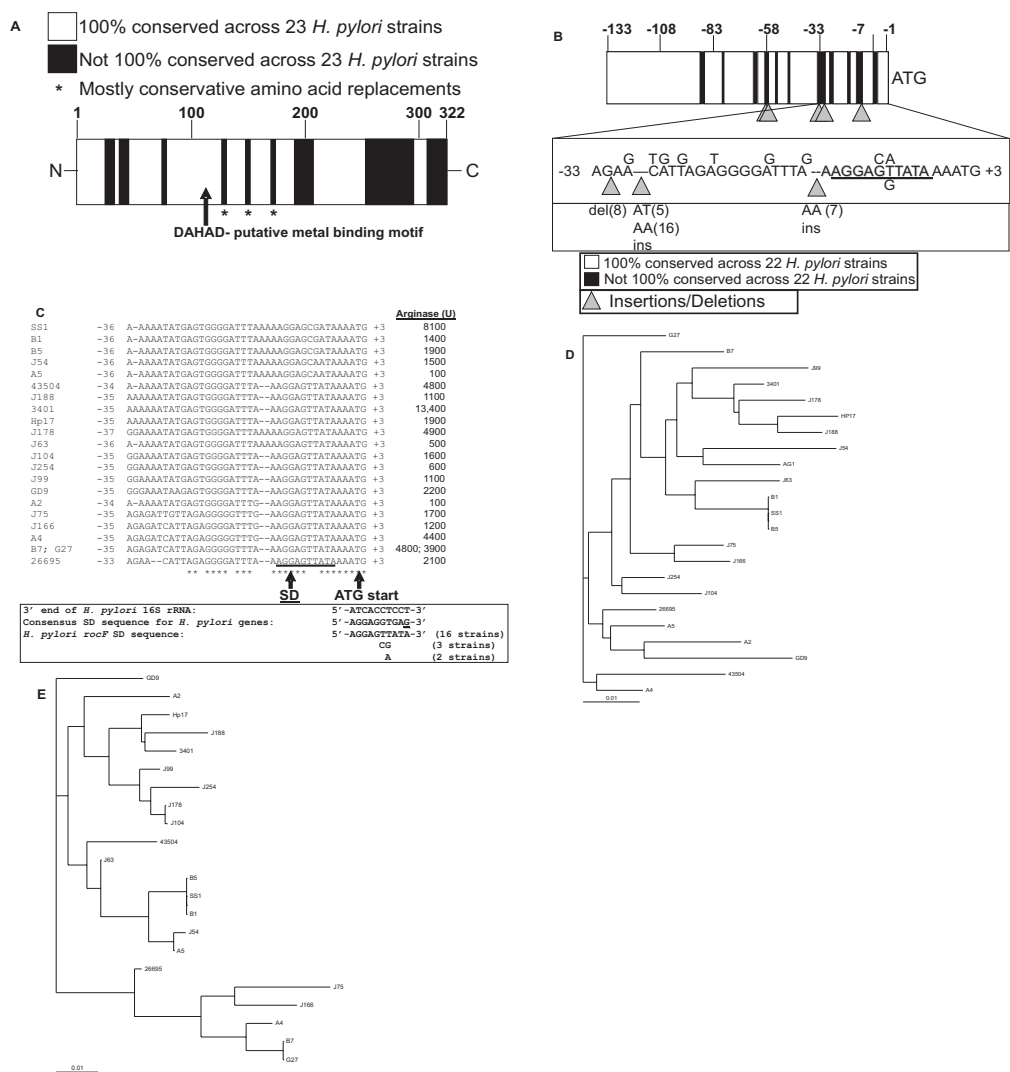 A
100% conserved across 23 H. pylori strains
Not 100% conserved across 23 H. pylori strains
* Mostly conservative amino acid replacements
1 100 200 300 322
N C
* * *
DAHAD- putative metal binding motif
B
-133 -108 -83 -58 -33 -7 -1
ATG
G TG G T G G CA
-33 AGAA—CATTAGAGGGGATTTA --AAGGAGTTATAAAATG +3
G
del(8) AT(5) AA (7)
AA(16) ins
ins
100% conserved across 22 H. pylori strains
Not 100% conserved across 22 H. pylori strains
Insertions/Deletions
C
Arginase (U)
SS1 -36 A-AAAATATGAGTGGGGATTTAAAAAGGAGCGATAAAATG +3 8100
B1 -36 A-AAAATATGAGTGGGGATTTAAAAAGGAGCGATAAAATG +3 1400
B5 -36 A-AAAATATGAGTGGGGATTTAAAAAGGAGCGATAAAATG +3 1900
J54 -36 A-AAAATATGAGTGGGGATTTAAAAAGGAGCAATAAAATG +3 1500
A5 -36 A-AAAATATGAGTGGGGATTTAAAAAGGAGCAATAAAATG +3 100
43504 -34 A-AAAATATGAGTGGGGATTTA--AAGGAGTTATAAAATG +3 4800
J188 -35 AAAAAATATGAGTGGGGATTTA--AAGGAGTTATAAAATG +3 1100
3401 -35 AAAAAATATGAGTGGGGATTTA--AAGGAGTTATAAAATG +3 13,400
Hp17 -35 AAAAAATATGAGTGGGGATTTA--AAGGAGTTATAAAATG +3 1900
J178 -37 GGAAAATATGAGTGGGGATTTAAAAAGGAGTTATAAAATG +3 4900
J63 -36 A-AAAATATGAGTGGGGATTTAAAAAGGAGTTATAAAATG +3 500
J104 -35 GGAAAATATGAGTGGGGATTTA--AAGGAGTTATAAAATG +3 1600
J254 -35 GGAAAATATGAGTGGGGATTTA--AAGGAGTTATAAAATG +3 600
J99 -35 GGAAAATATGAGTGGGGATTTA--AAGGAGTTATAAAATG +3 1100
GD9 -35 GGGAAATAAGAGTGGGGATTTA--AAGGAGTTATAAAATG +3 2200
A2 -34 A-AAAATATGAGTGGGGATTTG--AAGGAGTTATAAAATG +3 100
J75 -35 AGAGATTGTTAGAGGGGGTTTG--AAGGAGTTATAAAATG +3 1700
J166 -35 AGAGATCATTAGAGGGGGTTTG--AAGGAGTTATAAAATG +3 1200
A4 -35 AGAGATCATTAGAGGGGATTTG--AAGGAGTTATAAAATG +3 4400
B7; G27 -35 AGAGATCATTAGAGGGGATTTG--AAGGAGTTATAAAATG +3 4800; 3900
26695 -33 AGAA--CATTAGAGGGGATTTA--AAGGAGTTATAAAATG +3 2100
** **** *** ****** *********
SD ATG start
3' end of H. pylori 16S rRNA: 5'-ATCACCTCCT-3'
Consensus SD sequence for H. pylori genes: 5'-AGGAGGTGAG-3'
H. pylori rocF SD sequence: 5'-AGGAGTTATA-3' (16 strains)
CG (3 strains)
A (2 strains)
D
G27
B7
J99
3401
J178
HP17
J188
J54
AG1
J63
B1
SS1
B5
J75
J166
J254
J104
26695
A5
A2
GD9
43504
A4
0.01
E
GD9
A2
Hp17
J188
3401
J99
J254
J178
J104
43504
J63
B5
SS1
B1
J54
A5
26695
J75
J166
A4
B7
G27
0.01